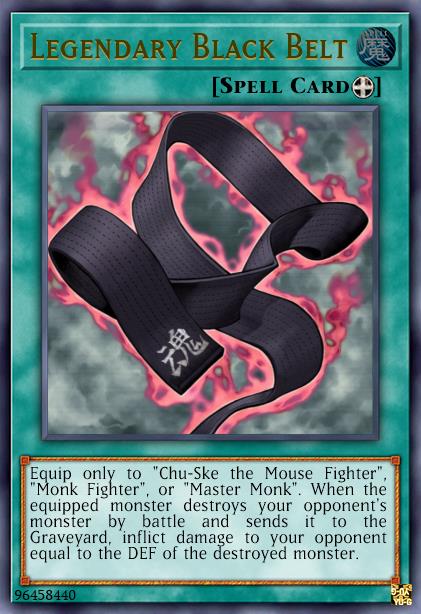 Legendary Black Belt
魔
[Spell Card]
魂
Equip only to "Chu-Ske the Mouse Fighter",
"Monk Fighter", or "Master Monk". When the
equipped monster destroys your opponent's
monster by battle and sends it to the
Graveyard, inflict damage to your opponent
equal to the DEF of the destroyed monster.
96458440